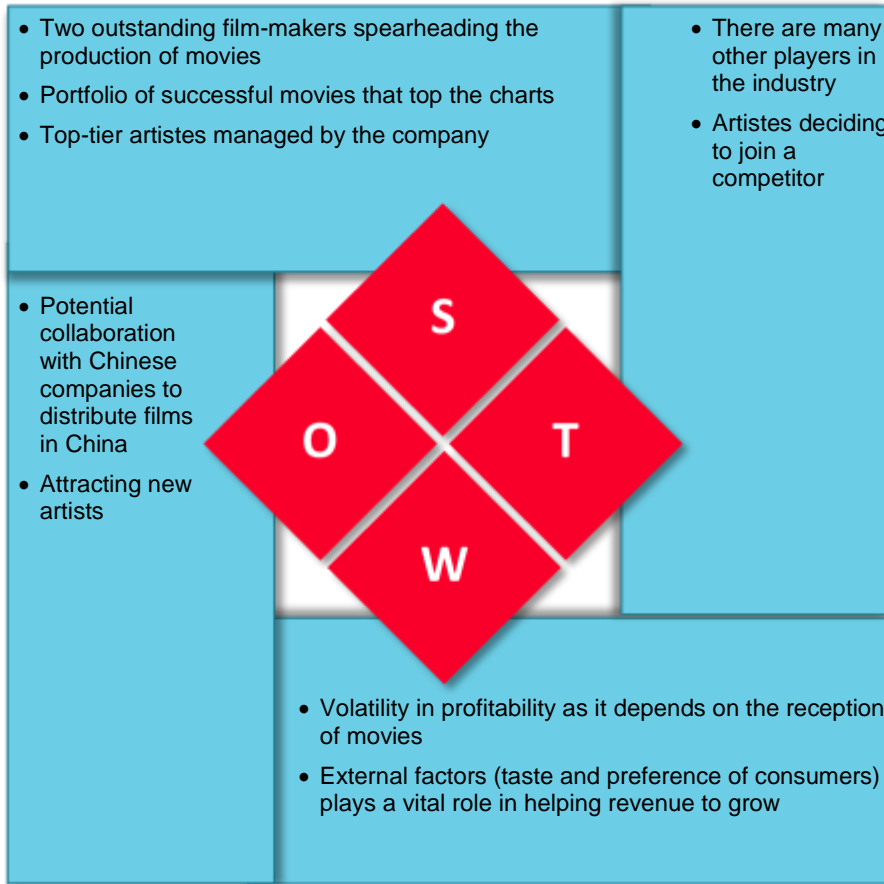 • Two outstanding film-makers spearheading the
production of movies
• Portfolio of successful movies that top the charts
• Top-tier artistes managed by the company
• There are many
other players in
the industry
• Artistes deciding
to join a
competitor
• Potential
collaboration
with Chinese
companies to
distribute films
in China
• Attracting new
artists
S
O
T
W
• Volatility in profitability as it depends on the reception
of movies
• External factors (taste and preference of consumers)
plays a vital role in helping revenue to grow